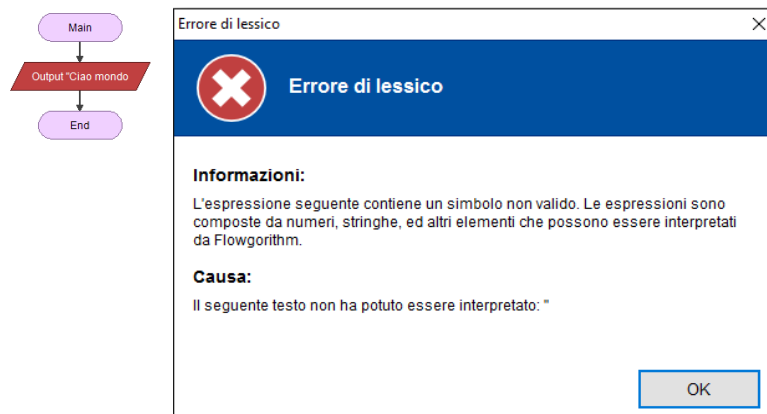 Main
Output "Ciao mondo
End
Errore di lessico
Errore di lessico
Informazioni:
L'espressione seguente contiene un simbolo non valido. Le espressioni sono
composte da numeri, stringhe, ed altri elementi che possono essere interpretati
da Flowgorithm.
Causa:
Il seguente testo non ha potuto essere interpretato: "
OK